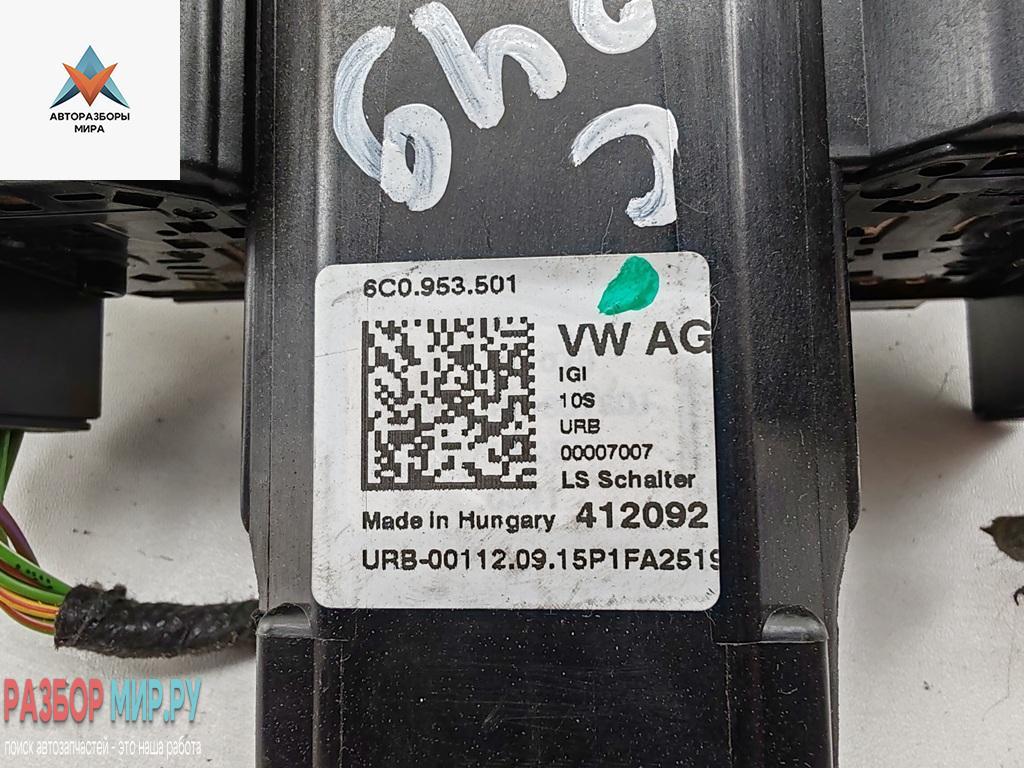 АВТОРАЗБОРЫ
МИРА
6C0.953.501
VW AG
IGI
10S
URB
00007007
LS Schalter
Made in Hungary 412092
URB-00112.09.15P1FA2519
РАЗБОР МИР.РУ
поиск автозапчастей - это наша работа